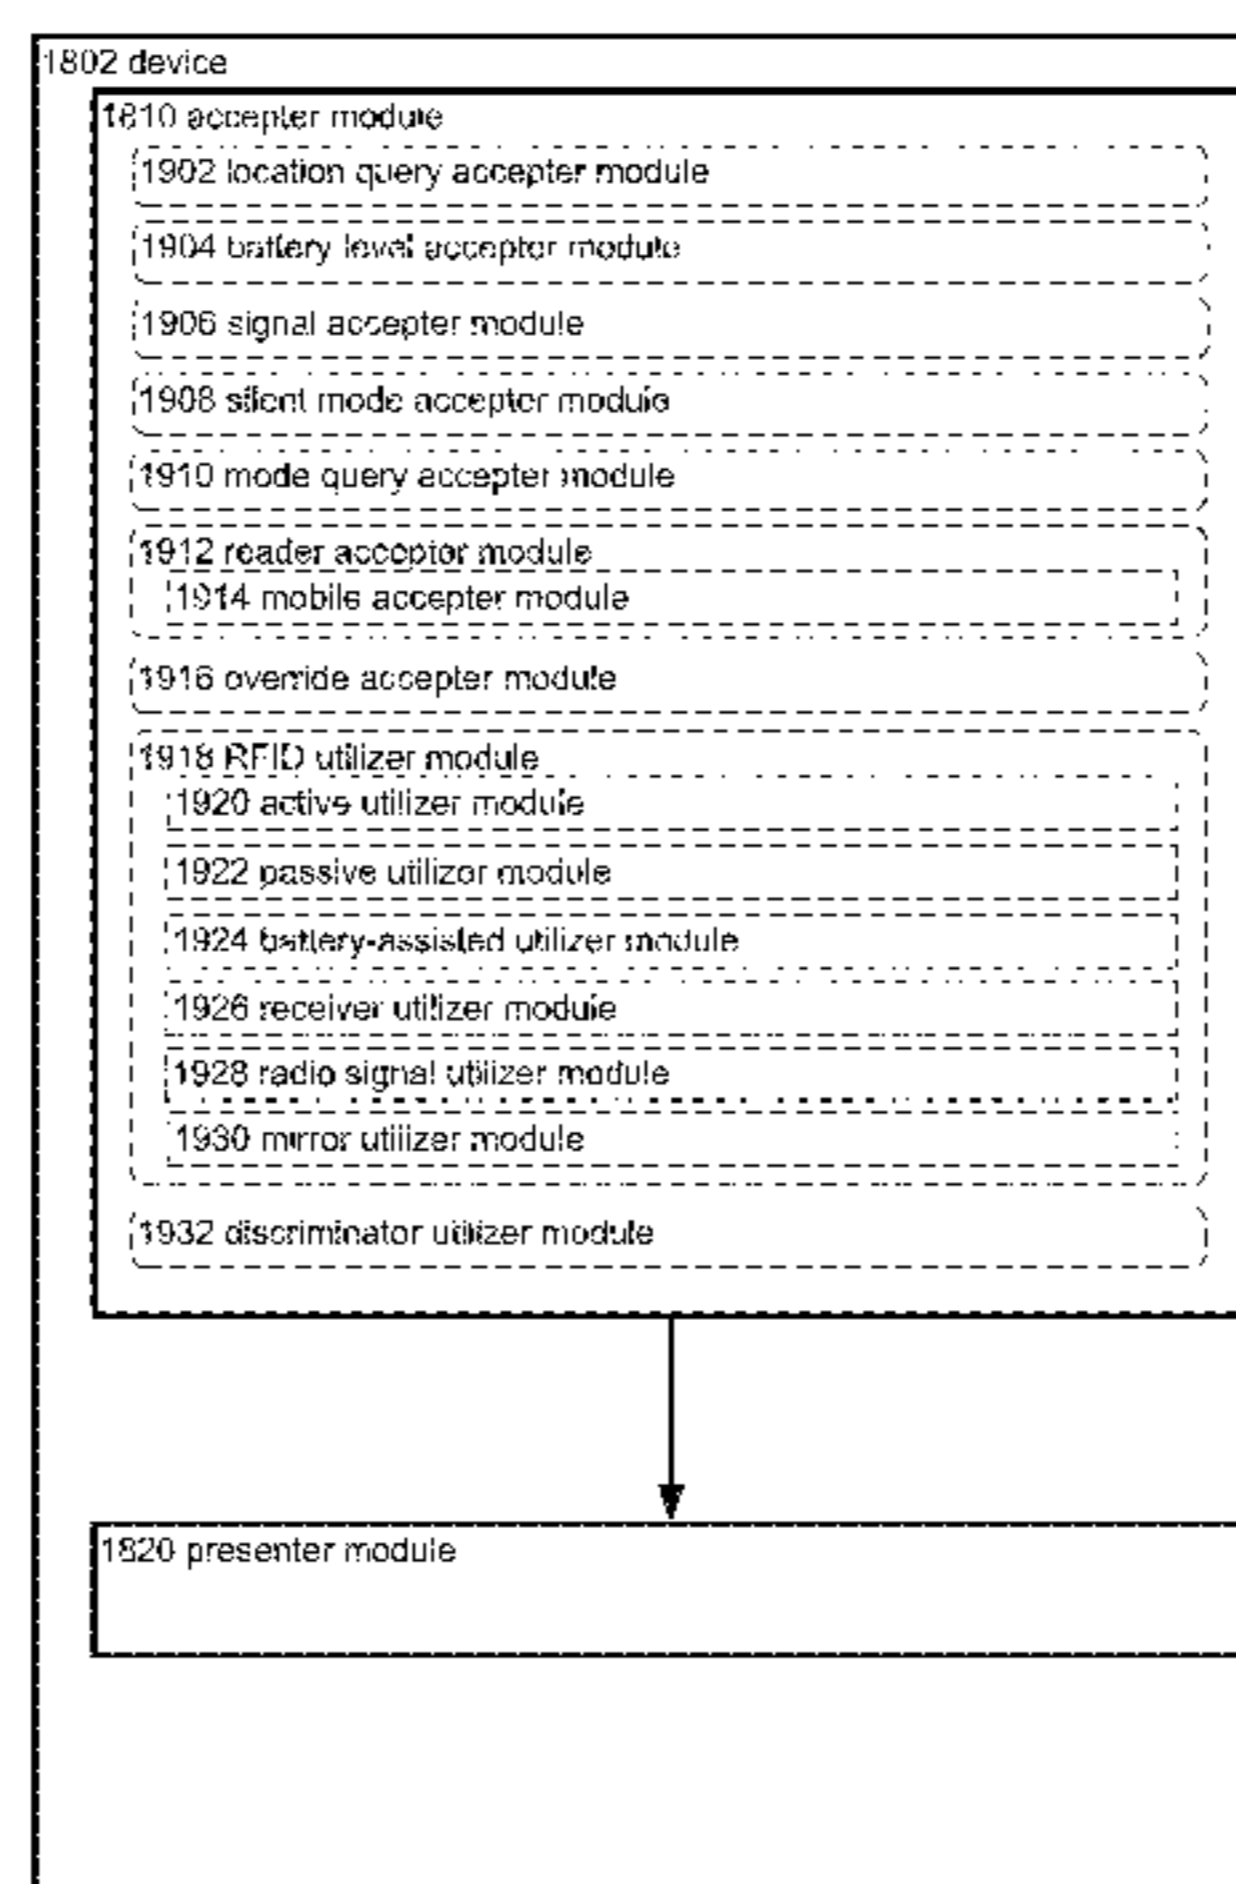 1802 device
1810 accepter module
1902 location query accepter module
1904 battery level accepter module
1906 signal accepter module
1908 silent mode accepter module
1910 mode query accepter module
1912 reader accepter module
1914 mobile accepter module
1916 override accepter module
1918 RFID utilizer module
1920 active utilizer module
1922 passive utilizer module
1924 battery-assisted utilizer module
1926 receiver utilizer module
1928 radio signal utilizer module
1930 mirror utilizer module
1932 discriminator utilizer module
1820 presenter module